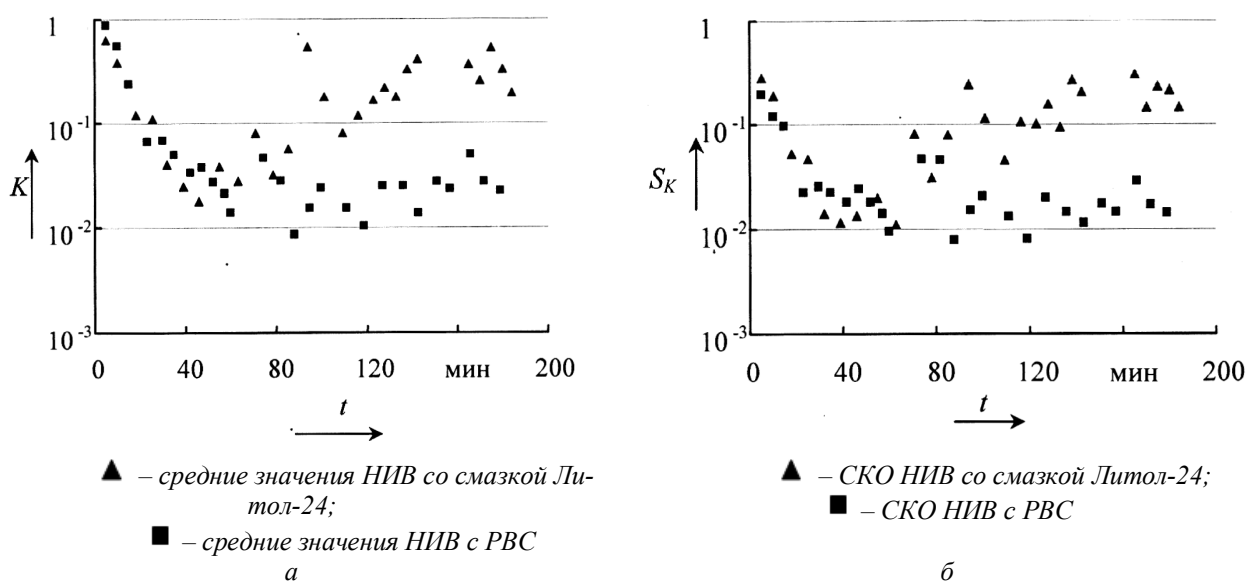 1
10⁻¹
K
10⁻²
10⁻³
0 40 80 120 мин 200
t
▲ – средние значения НИВ со смазкой Ли-
тол-24;
■ – средние значения НИВ с РВС
а
1
10⁻¹
S_K
10⁻²
10⁻³
0 40 80 120 мин 200
t
▲ – СКО НИВ со смазкой Литол-24;
■ – СКО НИВ с РВС
б